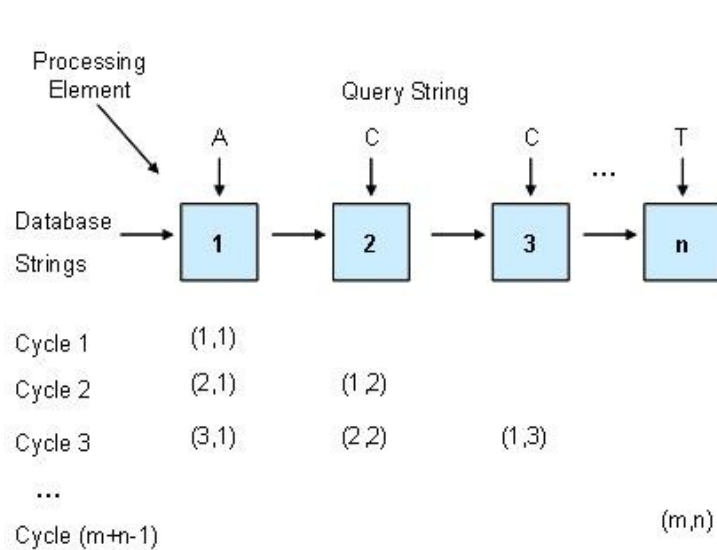 Processing
Element
Query String
A C C ... T
Database
Strings
1 2 3 n
Cycle 1 (1,1)
Cycle 2 (2,1) (1,2)
Cycle 3 (3,1) (2,2) (1,3)
...
Cycle (m+n-1) (m,n)